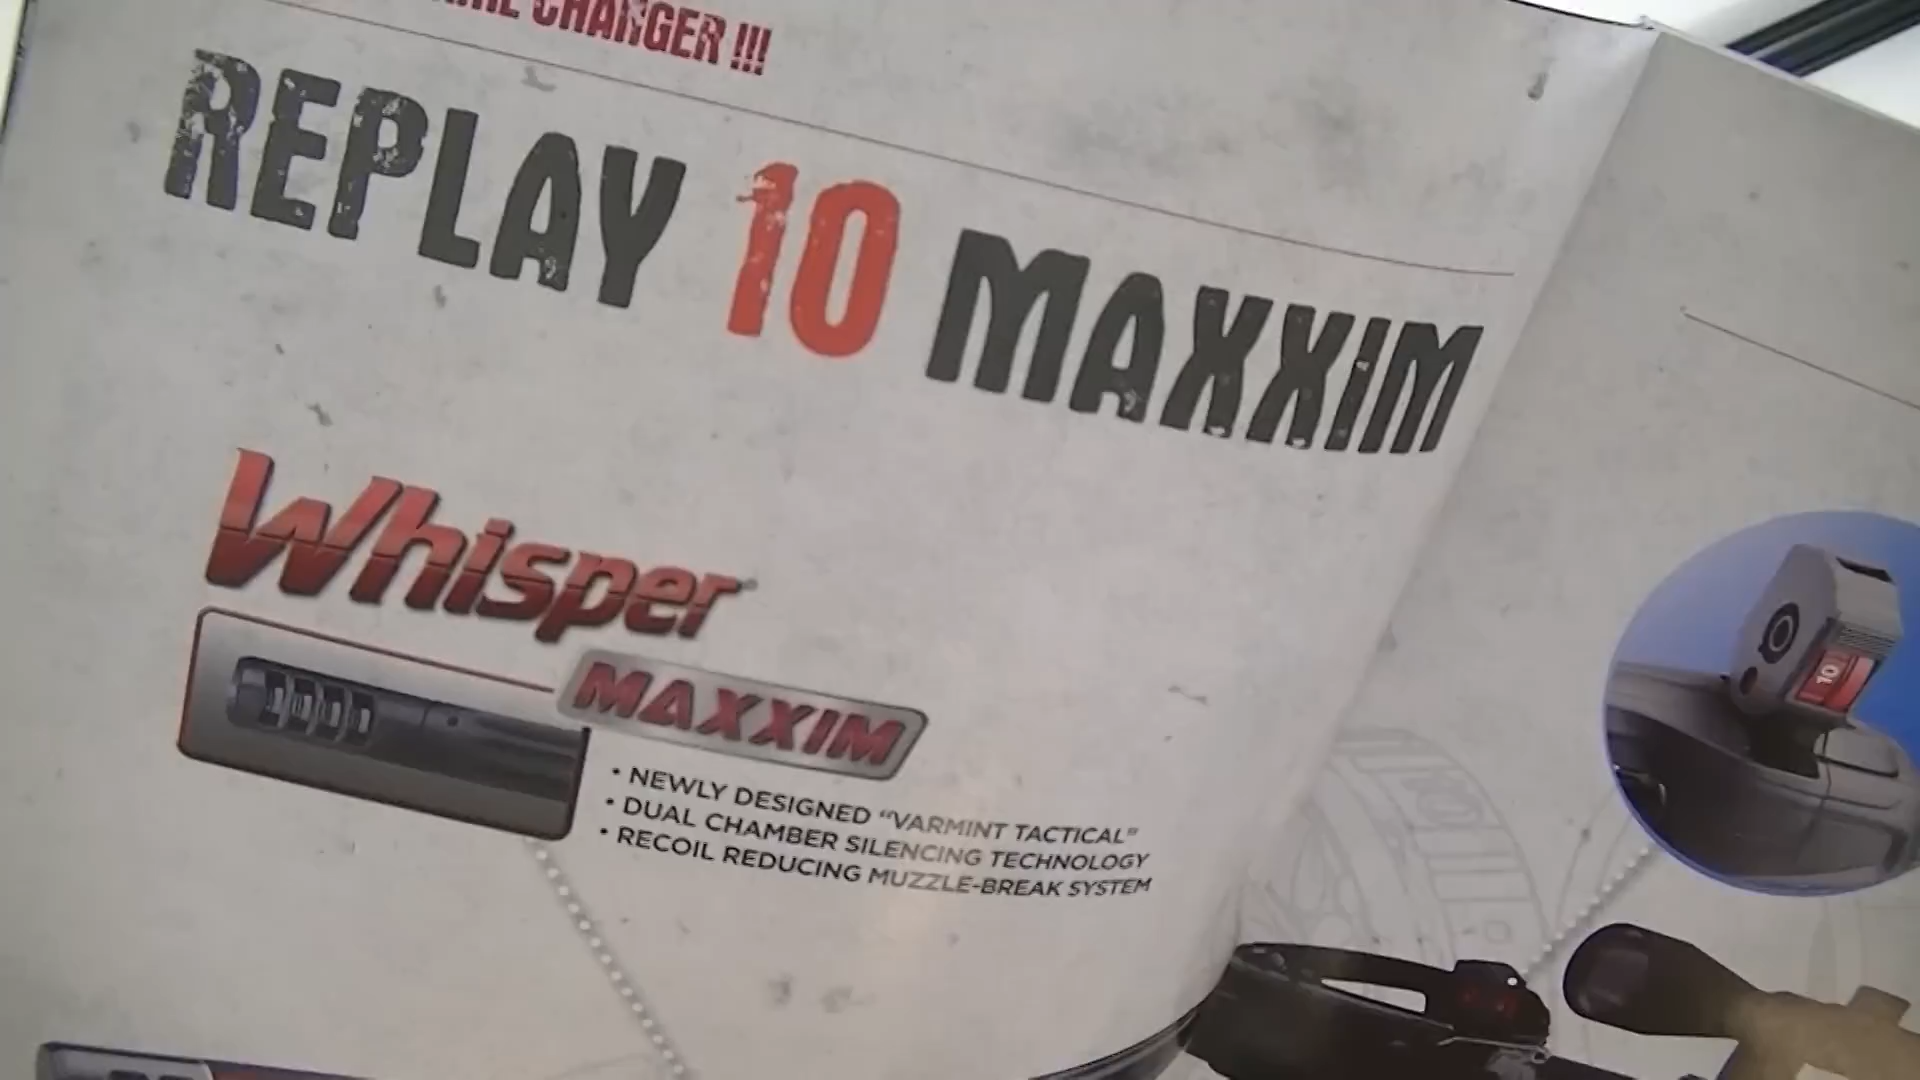 CHANGER !!!
REPLAY 10 MAXXIM
Whisper
MAXXIM
• NEWLY DESIGNED “VARMINT TACTICAL”
• DUAL CHAMBER SILENCING TECHNOLOGY
• RECOIL REDUCING MUZZLE-BREAK SYSTEM
10